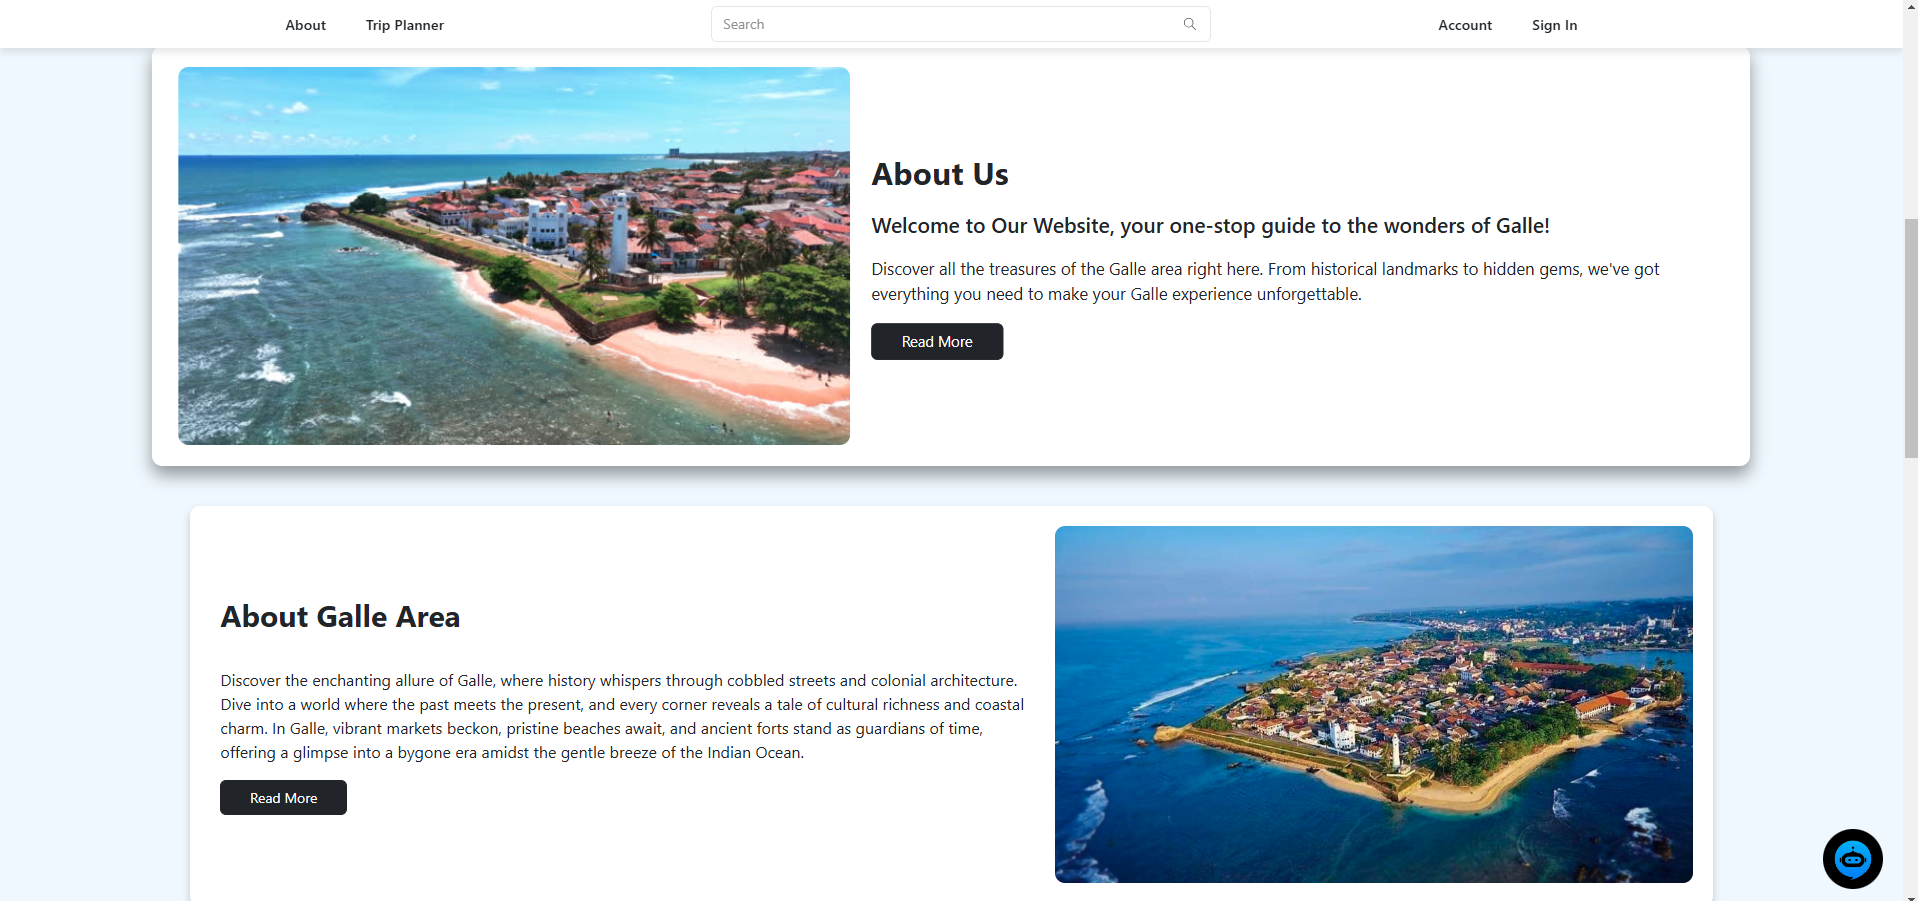 About
Trip Planner
Search
Account
Sign In
About Us
Welcome to Our Website, your one-stop guide to the wonders of Galle!
Discover all the treasures of the Galle area right here. From historical landmarks to hidden gems, we've got
everything you need to make your Galle experience unforgettable.
Read More
About Galle Area
Discover the enchanting allure of Galle, where history whispers through cobbled streets and colonial architecture.
Dive into a world where the past meets the present, and every corner reveals a tale of cultural richness and coastal
charm. In Galle, vibrant markets beckon, pristine beaches await, and ancient forts stand as guardians of time,
offering a glimpse into a bygone era amidst the gentle breeze of the Indian Ocean.
Read More